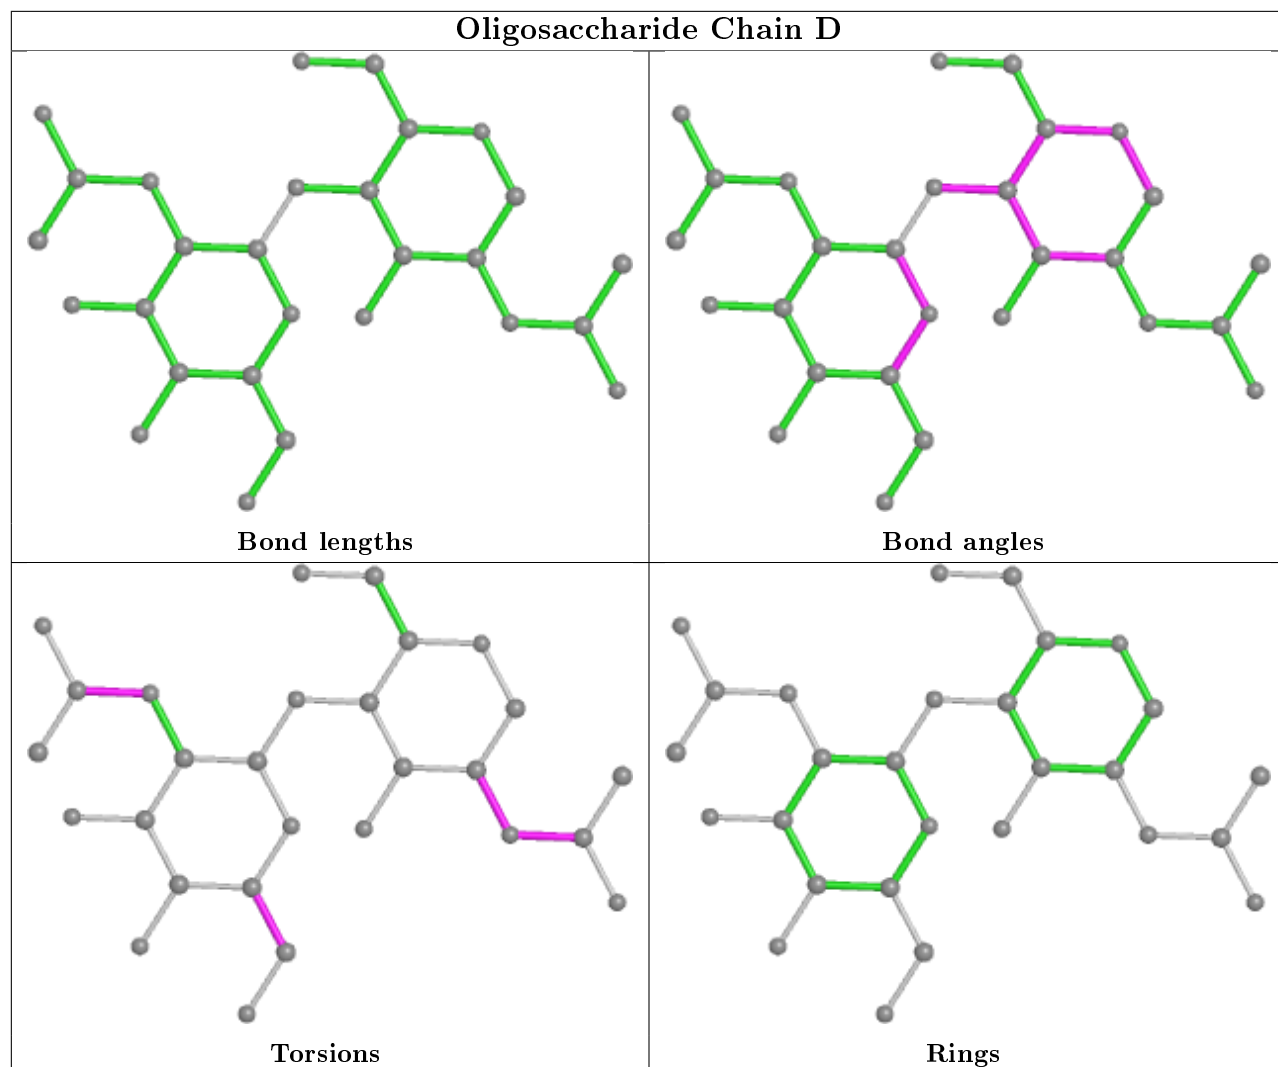 Oligosaccharide Chain D
Bond lengths
Bond angles
Torsions
Rings